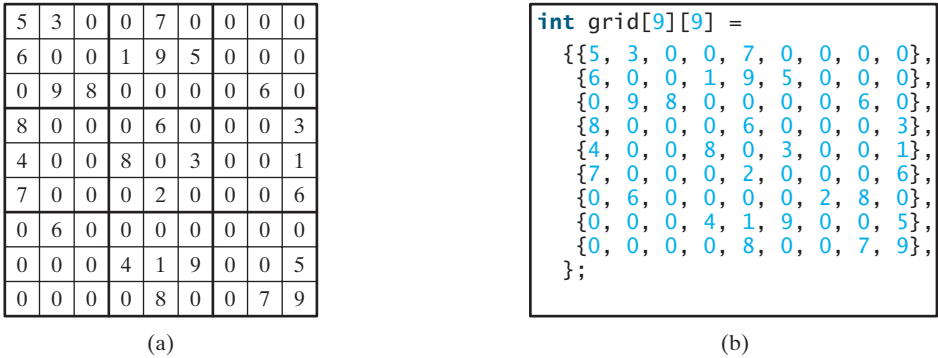 5 3 0 0 7 0 0 0 0
6 0 0 1 9 5 0 0 0
0 9 8 0 0 0 0 6 0
8 0 0 0 6 0 0 0 3
4 0 0 8 0 3 0 0 1
7 0 0 0 2 0 0 0 6
0 6 0 0 0 0 0 0 0
0 0 0 4 1 9 0 0 5
0 0 0 0 8 0 0 7 9
(a)
int grid[9][9] =
{{5, 3, 0, 0, 7, 0, 0, 0, 0},
{6, 0, 0, 1, 9, 5, 0, 0, 0},
{0, 9, 8, 0, 0, 0, 0, 6, 0},
{8, 0, 0, 0, 6, 0, 0, 0, 3},
{4, 0, 0, 8, 0, 3, 0, 0, 1},
{7, 0, 0, 0, 2, 0, 0, 0, 6},
{0, 6, 0, 0, 0, 0, 2, 8, 0},
{0, 0, 0, 4, 1, 9, 0, 0, 5},
{0, 0, 0, 0, 8, 0, 0, 7, 9},
};
(b)